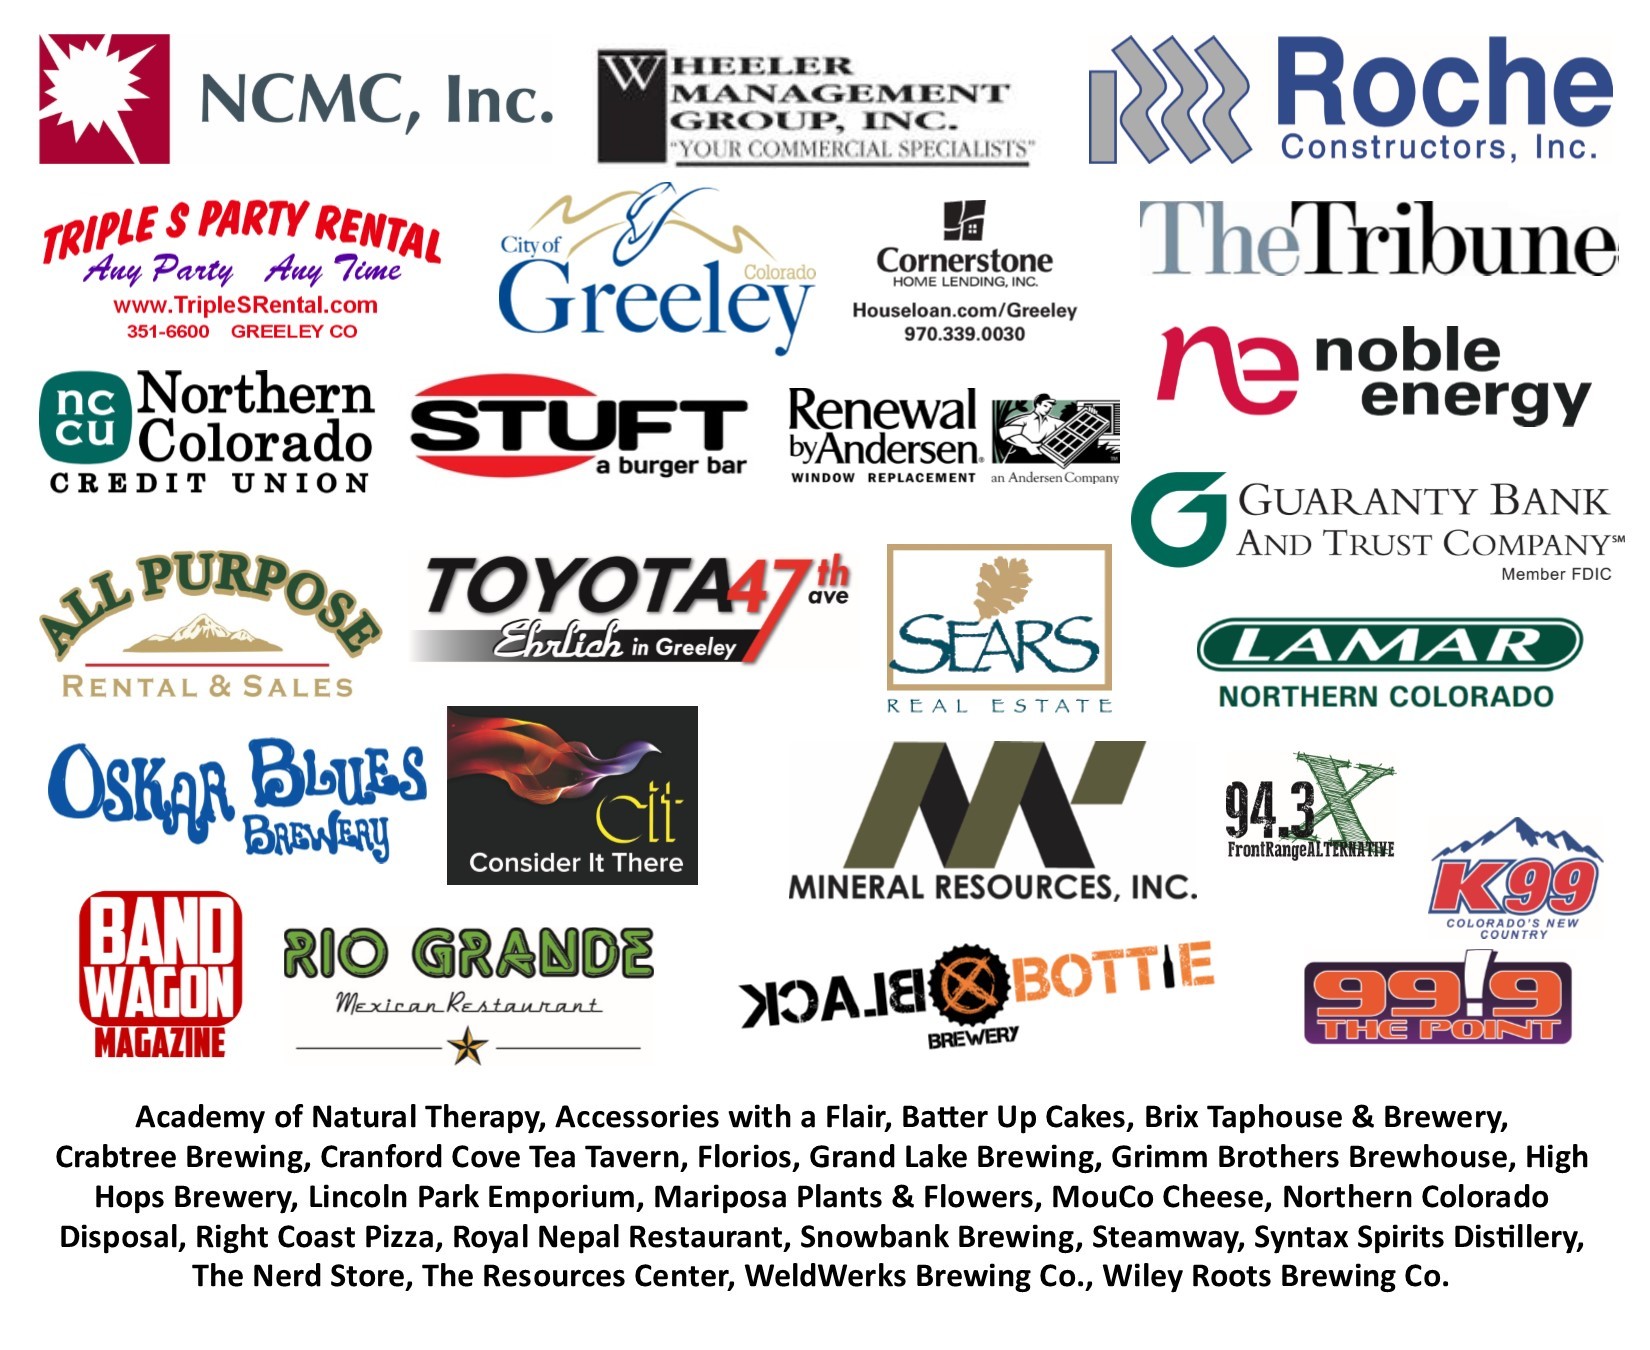 NCMC, Inc.
WHEELER
MANAGEMENT
GROUP, INC.
"YOUR COMMERCIAL SPECIALISTS"
Roche
Constructors, Inc.
TRIPLE S PARTY RENTAL
Any Party Any Time
www.TripleSRental.com
351-6600 GREELEY CO
City of
Greeley
Colorado
Cornerstone
HOME LENDING, INC.
Houseloan.com/Greeley
970.339.0030
TheTribune
noble
energy
nc
cu
Northern
Colorado
CREDIT UNION
STUFT
a burger bar
Renewal
byAndersen®
WINDOW REPLACEMENT
an Andersen Company
GUARANTY BANK
AND TRUST COMPANY℠
Member FDIC
ALL PURPOSE
RENTAL & SALES
TOYOTA 47th ave
Ehrlich in Greeley
SEARS
REAL ESTATE
LAMAR
NORTHERN COLORADO
OSKAR BLUES
BREWERY
cit
Consider It There
MINERAL RESOURCES, INC.
94.3 X
FrontRangeALTERNATIVE
K99
COLORADO'S NEW
COUNTRY
BAND
WAGON
MAGAZINE
RIO GRANDE
Mexican Restaurant
BLACK BOTTlE
BREWERY
99!9
THE POINT
Academy of Natural Therapy, Accessories with a Flair, Batter Up Cakes, Brix Taphouse & Brewery,
Crabtree Brewing, Cranford Cove Tea Tavern, Florios, Grand Lake Brewing, Grimm Brothers Brewhouse, High
Hops Brewery, Lincoln Park Emporium, Mariposa Plants & Flowers, MouCo Cheese, Northern Colorado
Disposal, Right Coast Pizza, Royal Nepal Restaurant, Snowbank Brewing, Steamway, Syntax Spirits Distillery,
The Nerd Store, The Resources Center, WeldWerks Brewing Co., Wiley Roots Brewing Co.